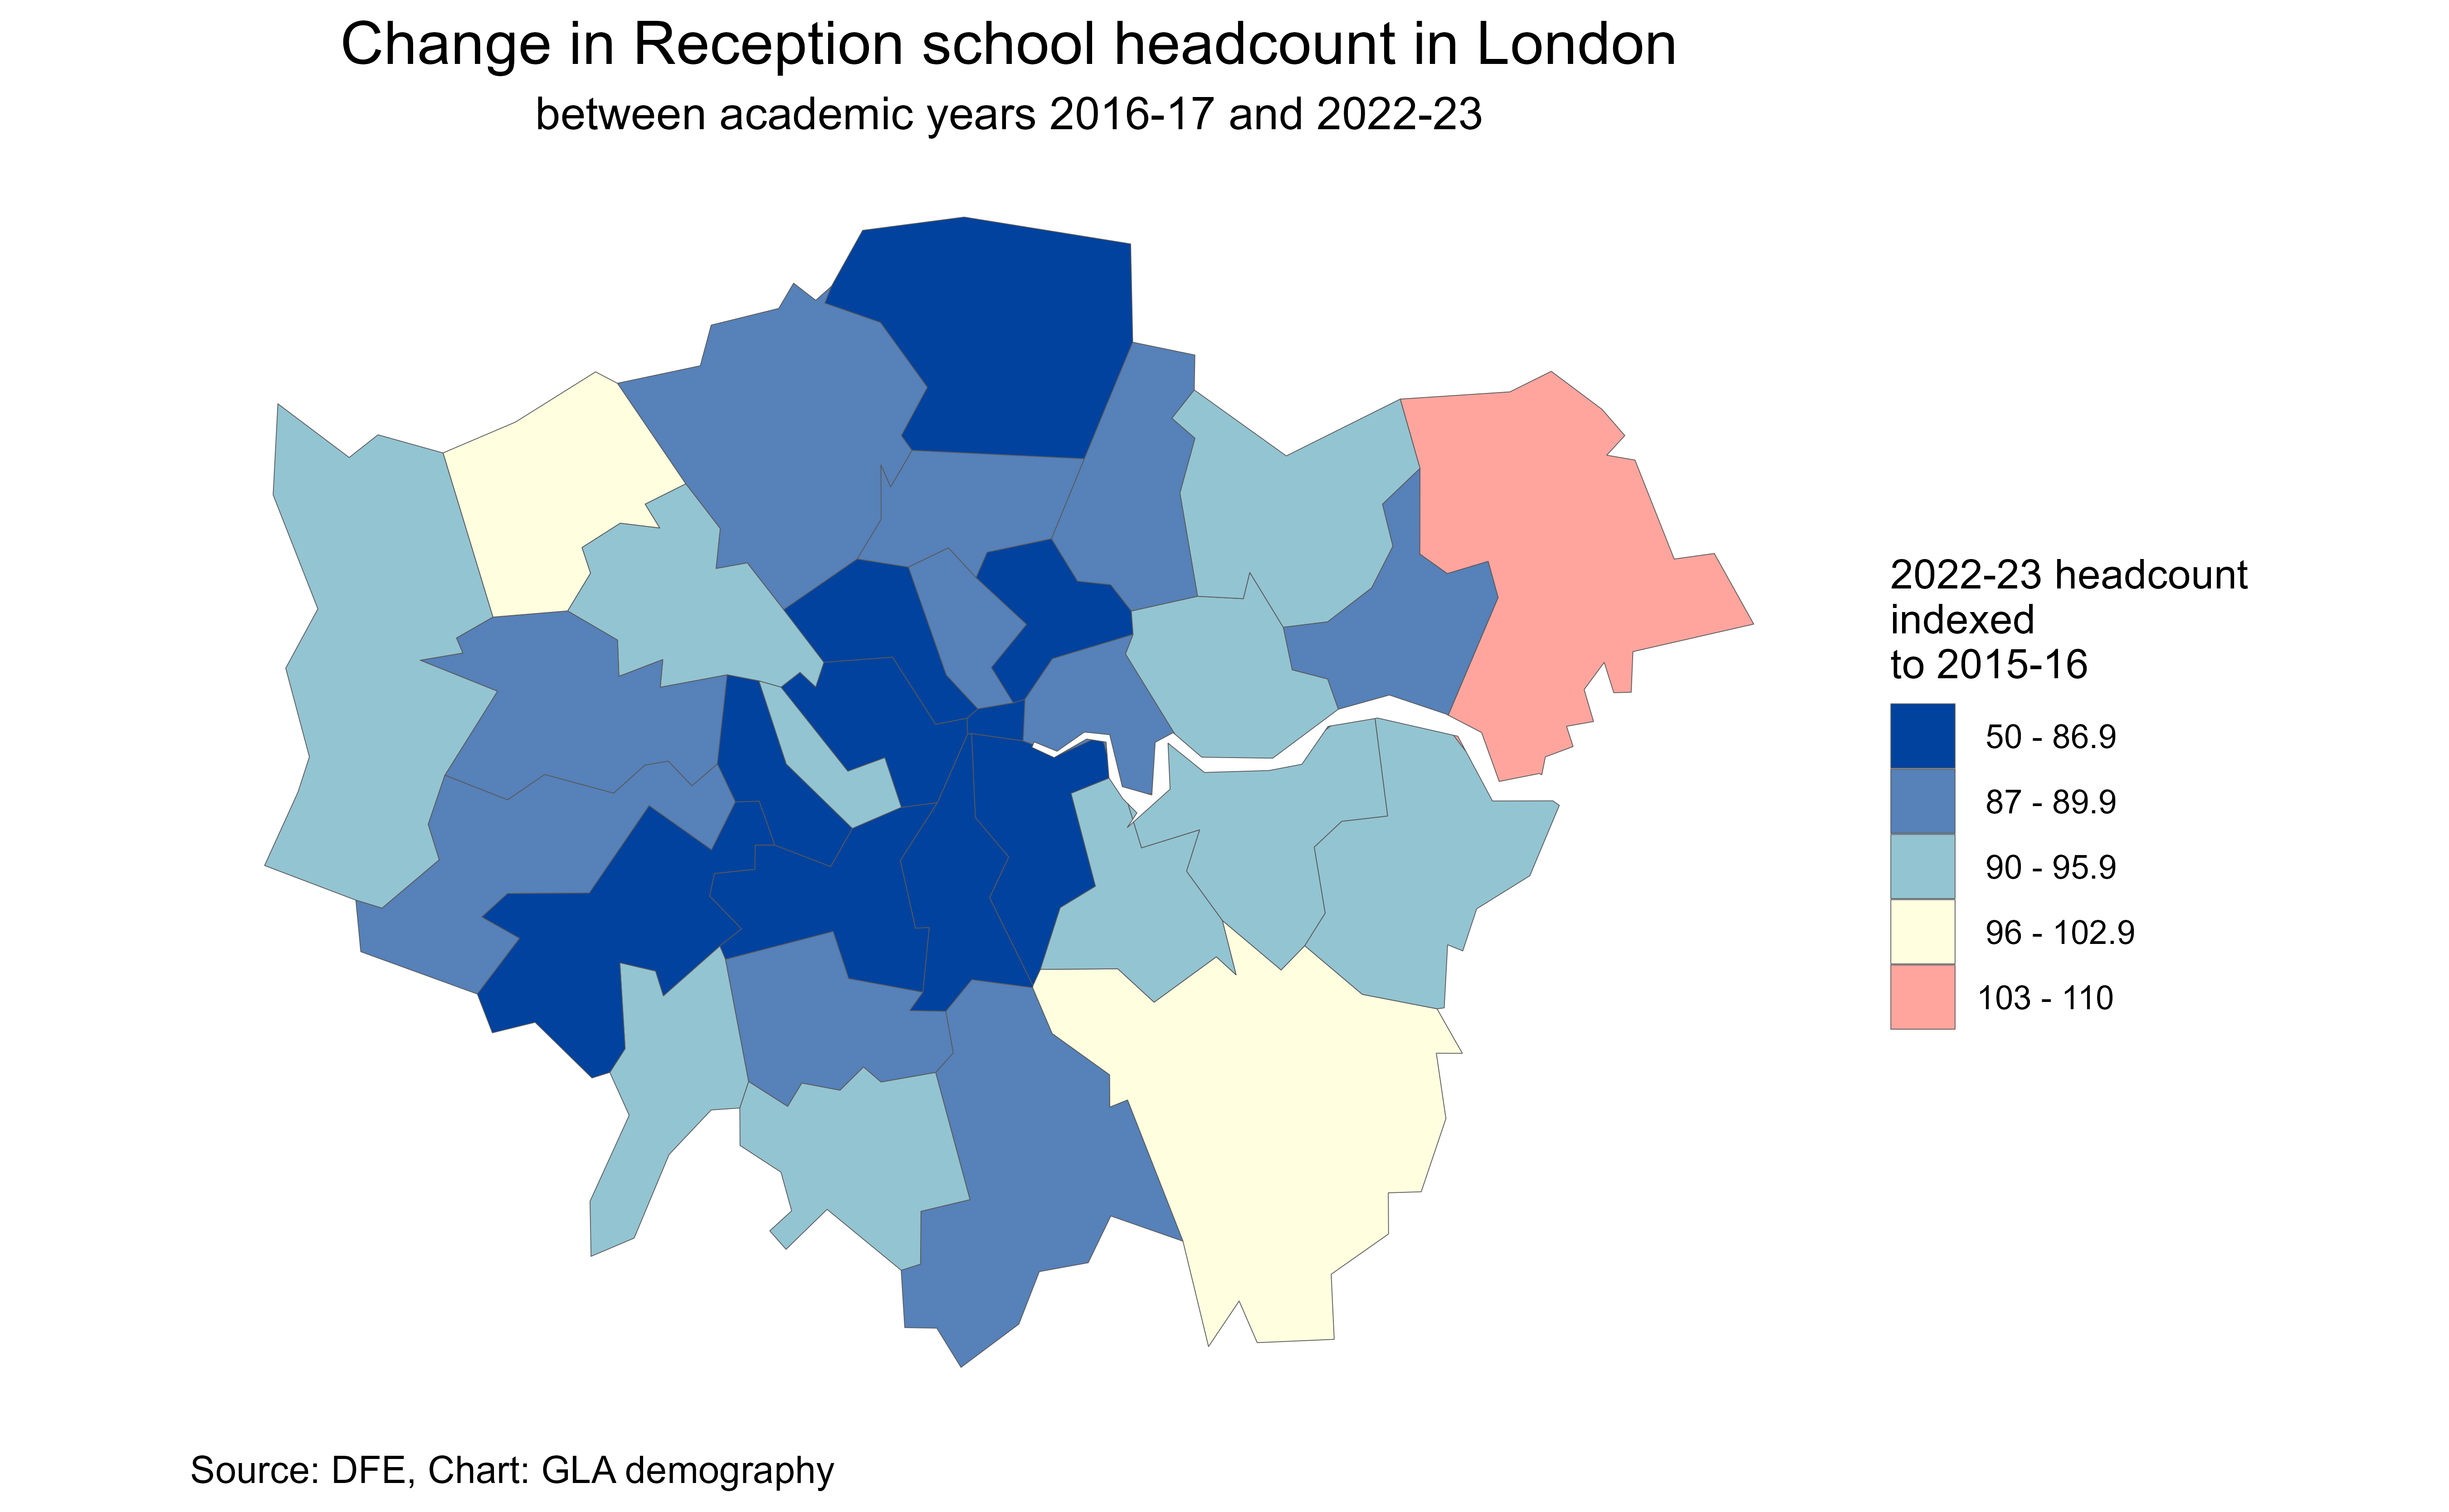 Change in Reception school headcount in London
between academic years 2016-17 and 2022-23
2022-23 headcount
indexed
to 2015-16
50 - 86.9
87 - 89.9
90 - 95.9
96 - 102.9
103 - 110
Source: DFE, Chart: GLA demography